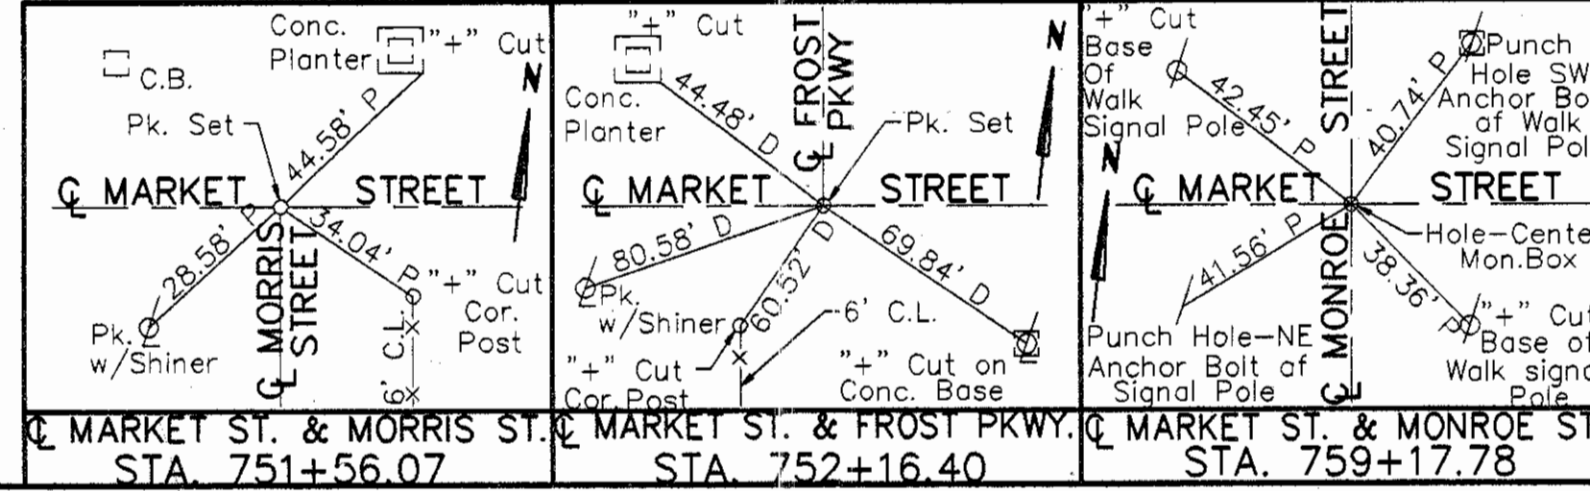 Conc.
Planter
"+" Cut
C.B.
N
Pk. Set
44.58' P
℄ MARKET STREET
28.58' P
34.04' P
Pk.
w/Shiner
℄ MORRIS
STREET
"+" Cut
Cor.
Post
6' C.L.
℄ MARKET ST. & MORRIS ST.
STA. 751+56.07
"+" Cut
℄ FROST
PKWY
N
Conc.
Planter
44.48' D
Pk. Set
℄ MARKET STREET
80.58' D
60.52' D
69.84' D
Pk.
w/Shiner
6' C.L.
"+" Cut
Cor. Post
"+" Cut on
Conc. Base
℄ MARKET ST. & FROST PKWY.
STA. 752+16.40
"+" Cut
Base
Of
Walk
Signal Pole
42.45' P
STREET
40.74' P
Punch
Hole SW
Anchor Bo
af Walk
Signal Pol
N
℄ MARKET STREET
41.56' P
38.36' P
Hole-Cente
Mon.Box
Punch Hole-NE
Anchor Bolt af
Signal Pole
℄ MONROE
"+" Cut
Base of
Walk signa
Pole
℄ MARKET ST. & MONROE ST
STA. 759+17.78